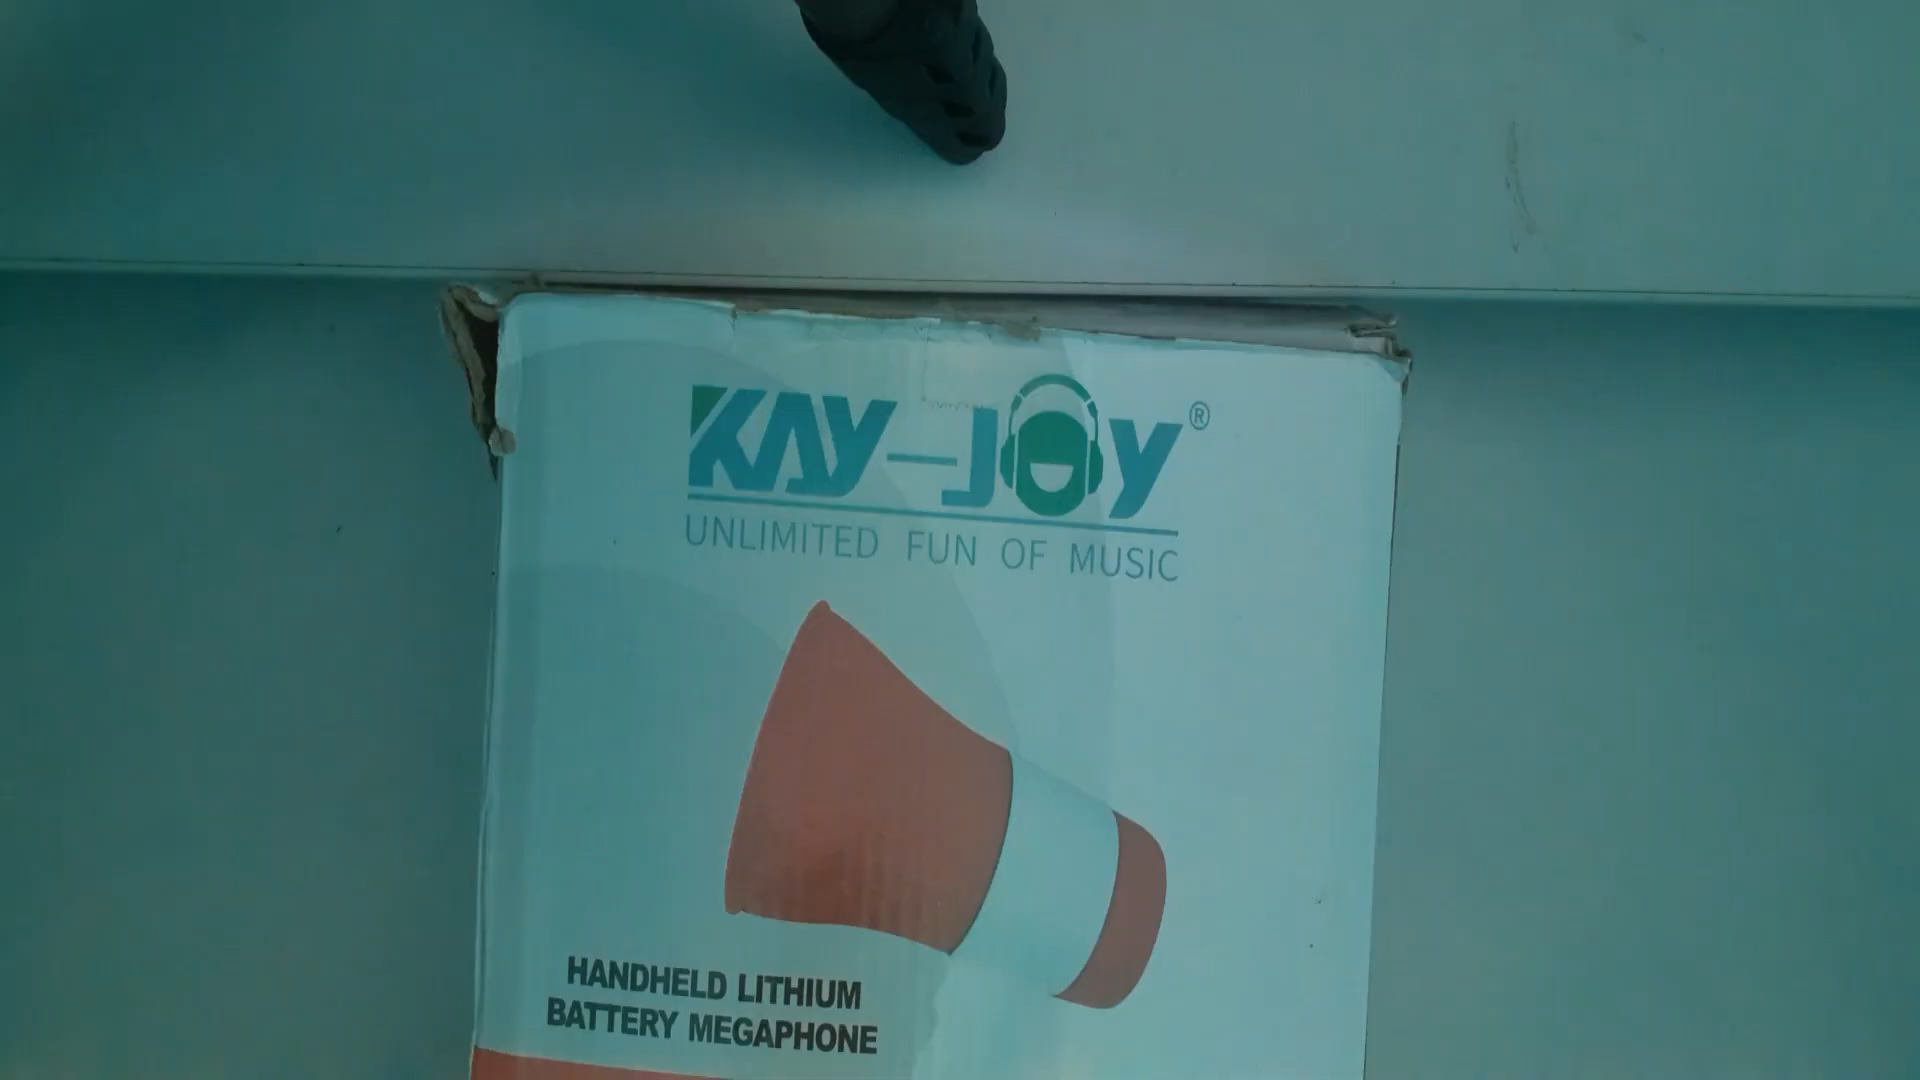 KAY-JOY®
UNLIMITED FUN OF MUSIC
HANDHELD LITHIUM
BATTERY MEGAPHONE